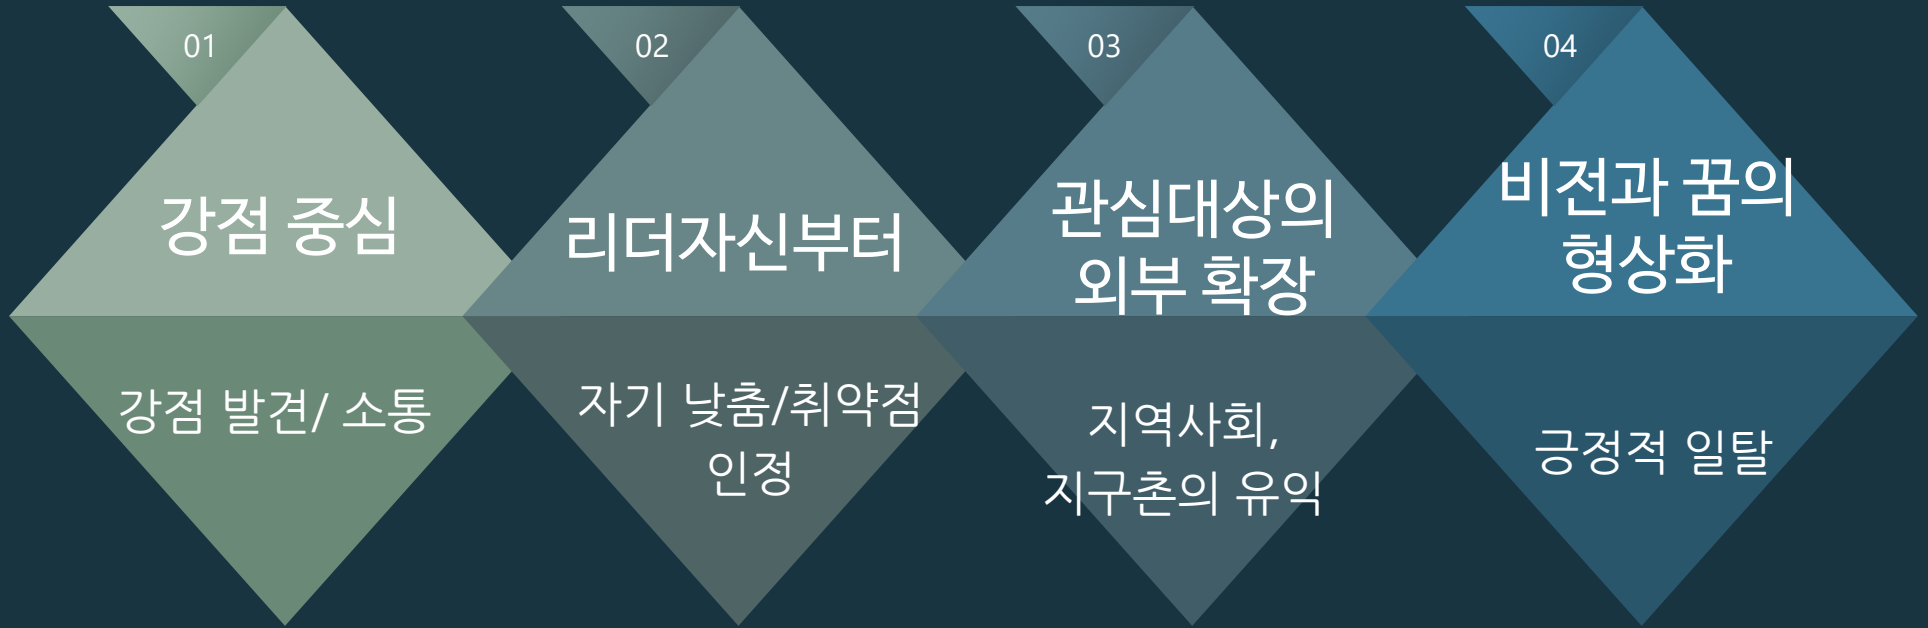 01
강점 중심
강점 발견/ 소통
02
리더자신부터
자기 낮춤/취약점
인정
03
관심대상의
외부 확장
지역사회,
지구촌의 유익
04
비전과 꿈의
형상화
긍정적 일탈